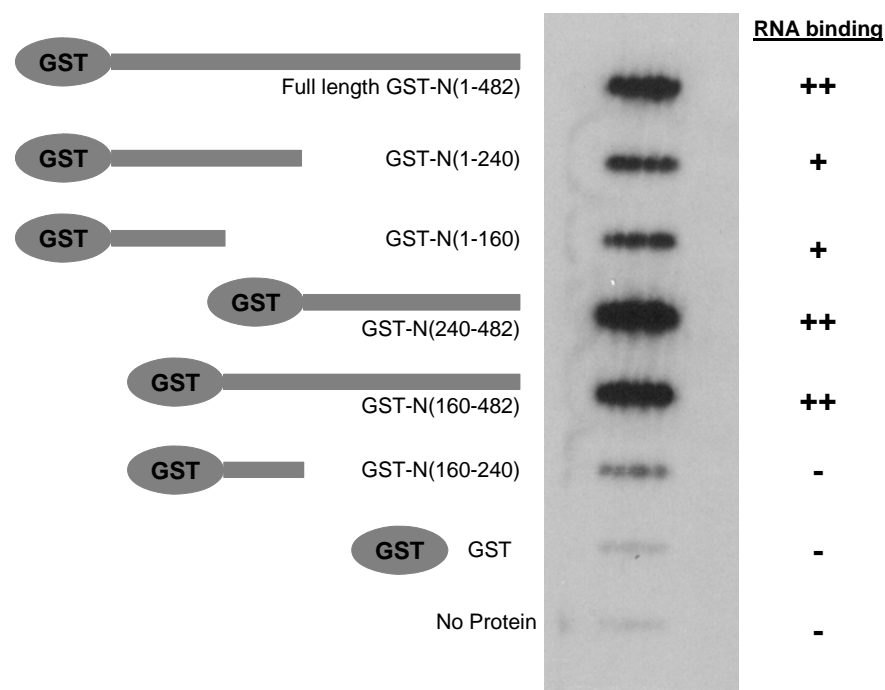 RNA binding
GST
Full length GST-N(1-482)
++
GST
GST-N(1-240)
+
GST
GST-N(1-160)
+
GST
GST-N(240-482)
++
GST
GST-N(160-482)
++
GST
GST-N(160-240)
-
GST
GST
-
No Protein
-